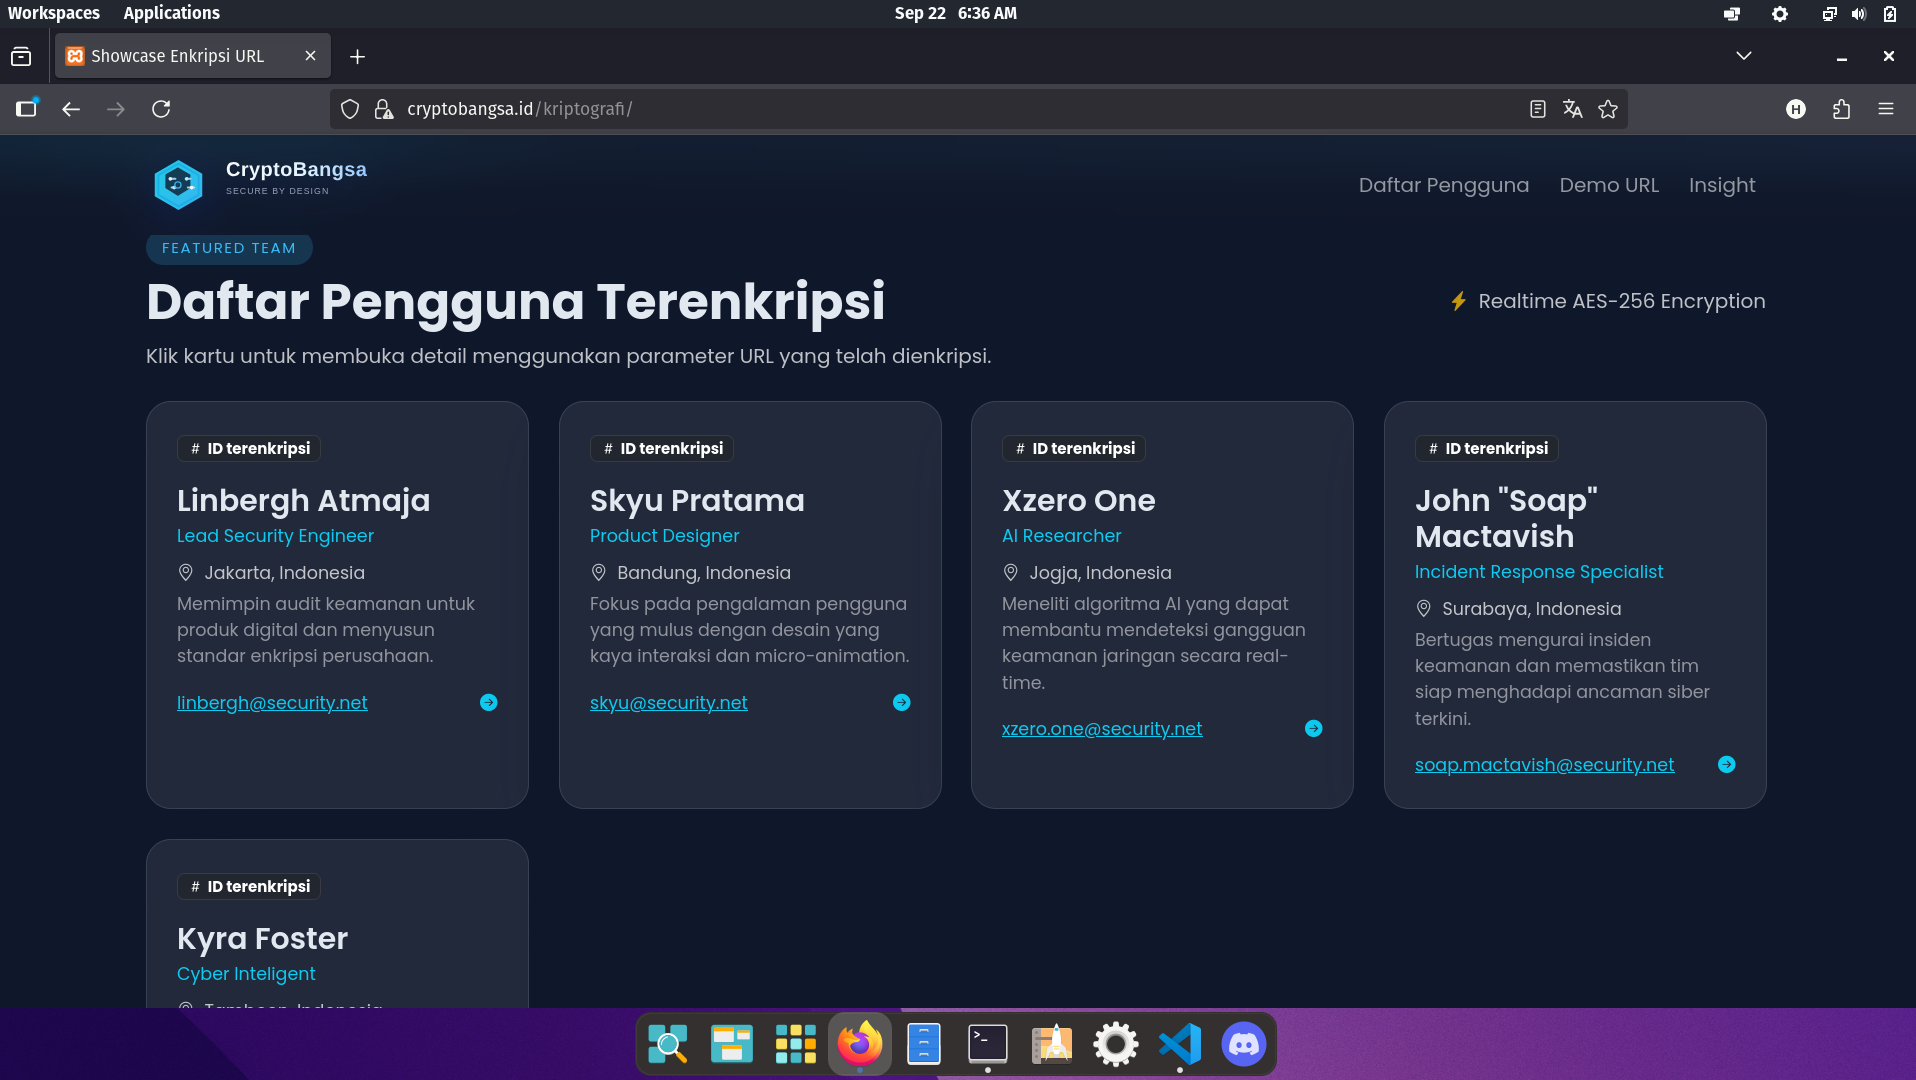 Workspaces Applications Sep 22 6:36 AM
Showcase Enkripsi URL
cryptobangsa.id/kriptografi/
H
CryptoBangsa
SECURE BY DESIGN
Daftar Pengguna Demo URL Insight
FEATURED TEAM
Daftar Pengguna Terenkripsi
⚡ Realtime AES-256 Encryption
Klik kartu untuk membuka detail menggunakan parameter URL yang telah dienkripsi.
# ID terenkripsi
Linbergh Atmaja
Lead Security Engineer
Jakarta, Indonesia
Memimpin audit keamanan untuk
produk digital dan menyusun
standar enkripsi perusahaan.
linbergh@security.net
# ID terenkripsi
Skyu Pratama
Product Designer
Bandung, Indonesia
Fokus pada pengalaman pengguna
yang mulus dengan desain yang
kaya interaksi dan micro-animation.
skyu@security.net
# ID terenkripsi
Xzero One
AI Researcher
Jogja, Indonesia
Meneliti algoritma AI yang dapat
membantu mendeteksi gangguan
keamanan jaringan secara real-
time.
xzero.one@security.net
# ID terenkripsi
John "Soap"
Mactavish
Incident Response Specialist
Surabaya, Indonesia
Bertugas mengurai insiden
keamanan dan memastikan tim
siap menghadapi ancaman siber
terkini.
soap.mactavish@security.net
# ID terenkripsi
Kyra Foster
Cyber Inteligent
Indonesia